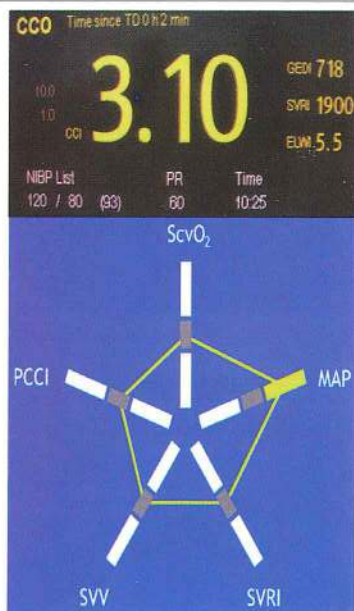 CCO Time since TD 0 h 2 min
GEDI 718
10.0
1.0
CCI 3.10
SVRI 1900
ELWI 5.5
NIBP List PR Time
120 / 80 (93) 60 10:25
ScvO2
PCCI MAP
SVV SVRI